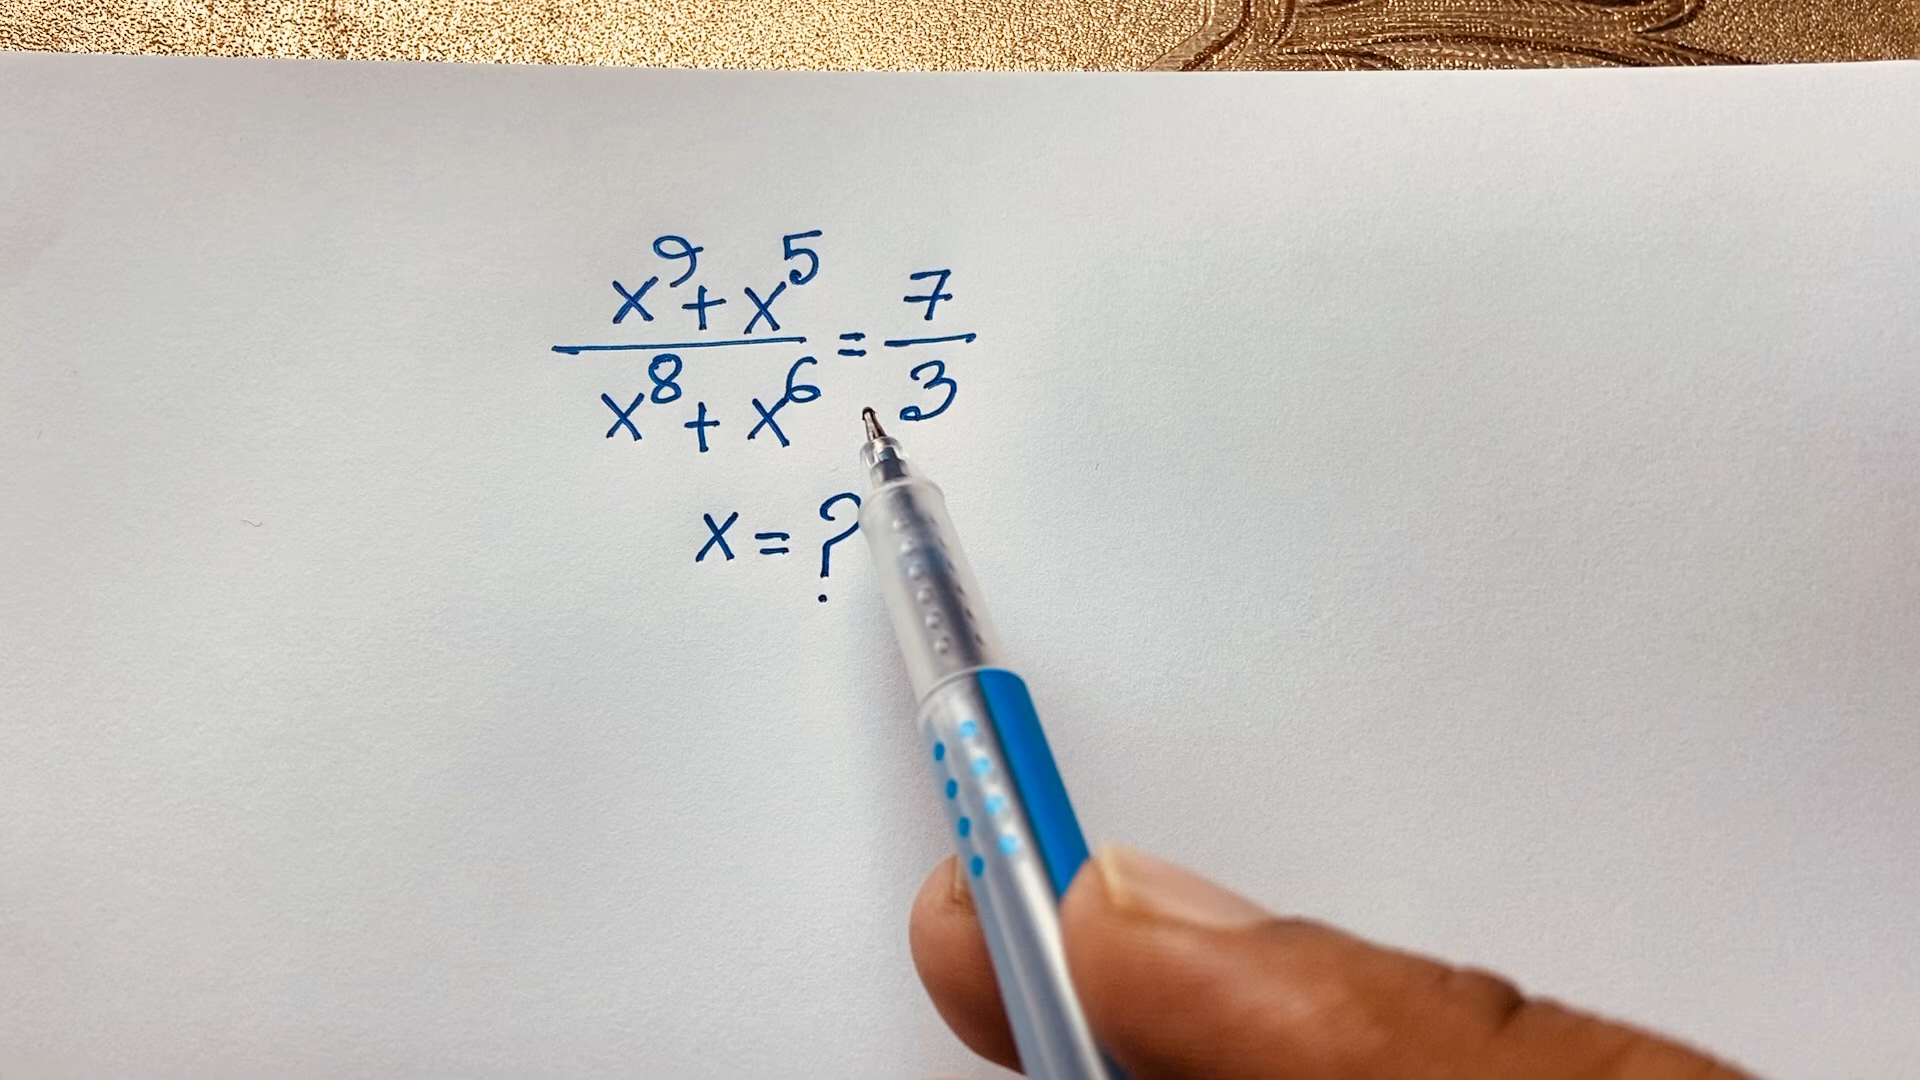 x⁹ + x⁵ / x⁸ + x⁶ = 7/3
x = ?